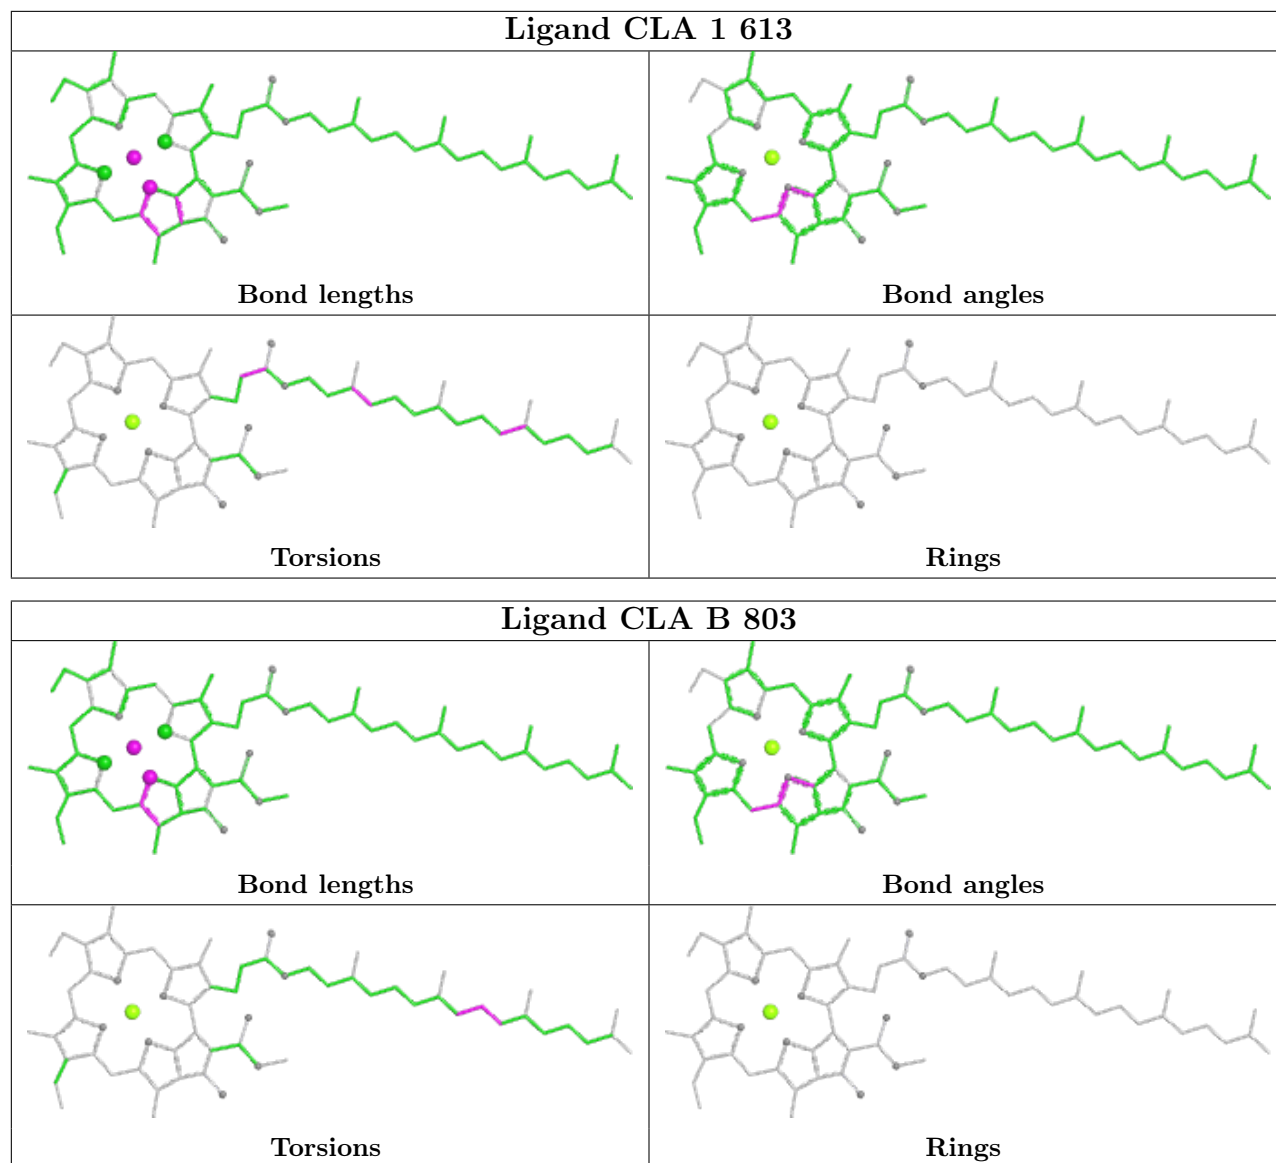 Ligand CLA 1 613
Bond lengths
Bond angles
Torsions
Rings
Ligand CLA B 803
Bond lengths
Bond angles
Torsions
Rings